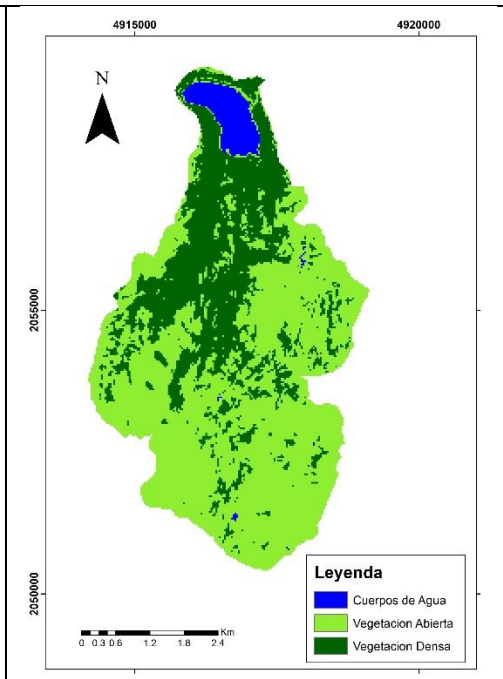 4915000 4920000
N
2055000
2050000
Leyenda
Cuerpos de Agua
Vegetacion Abierta
Vegetacion Densa
Km
0 0.3 0.6 1.2 1.8 2.4